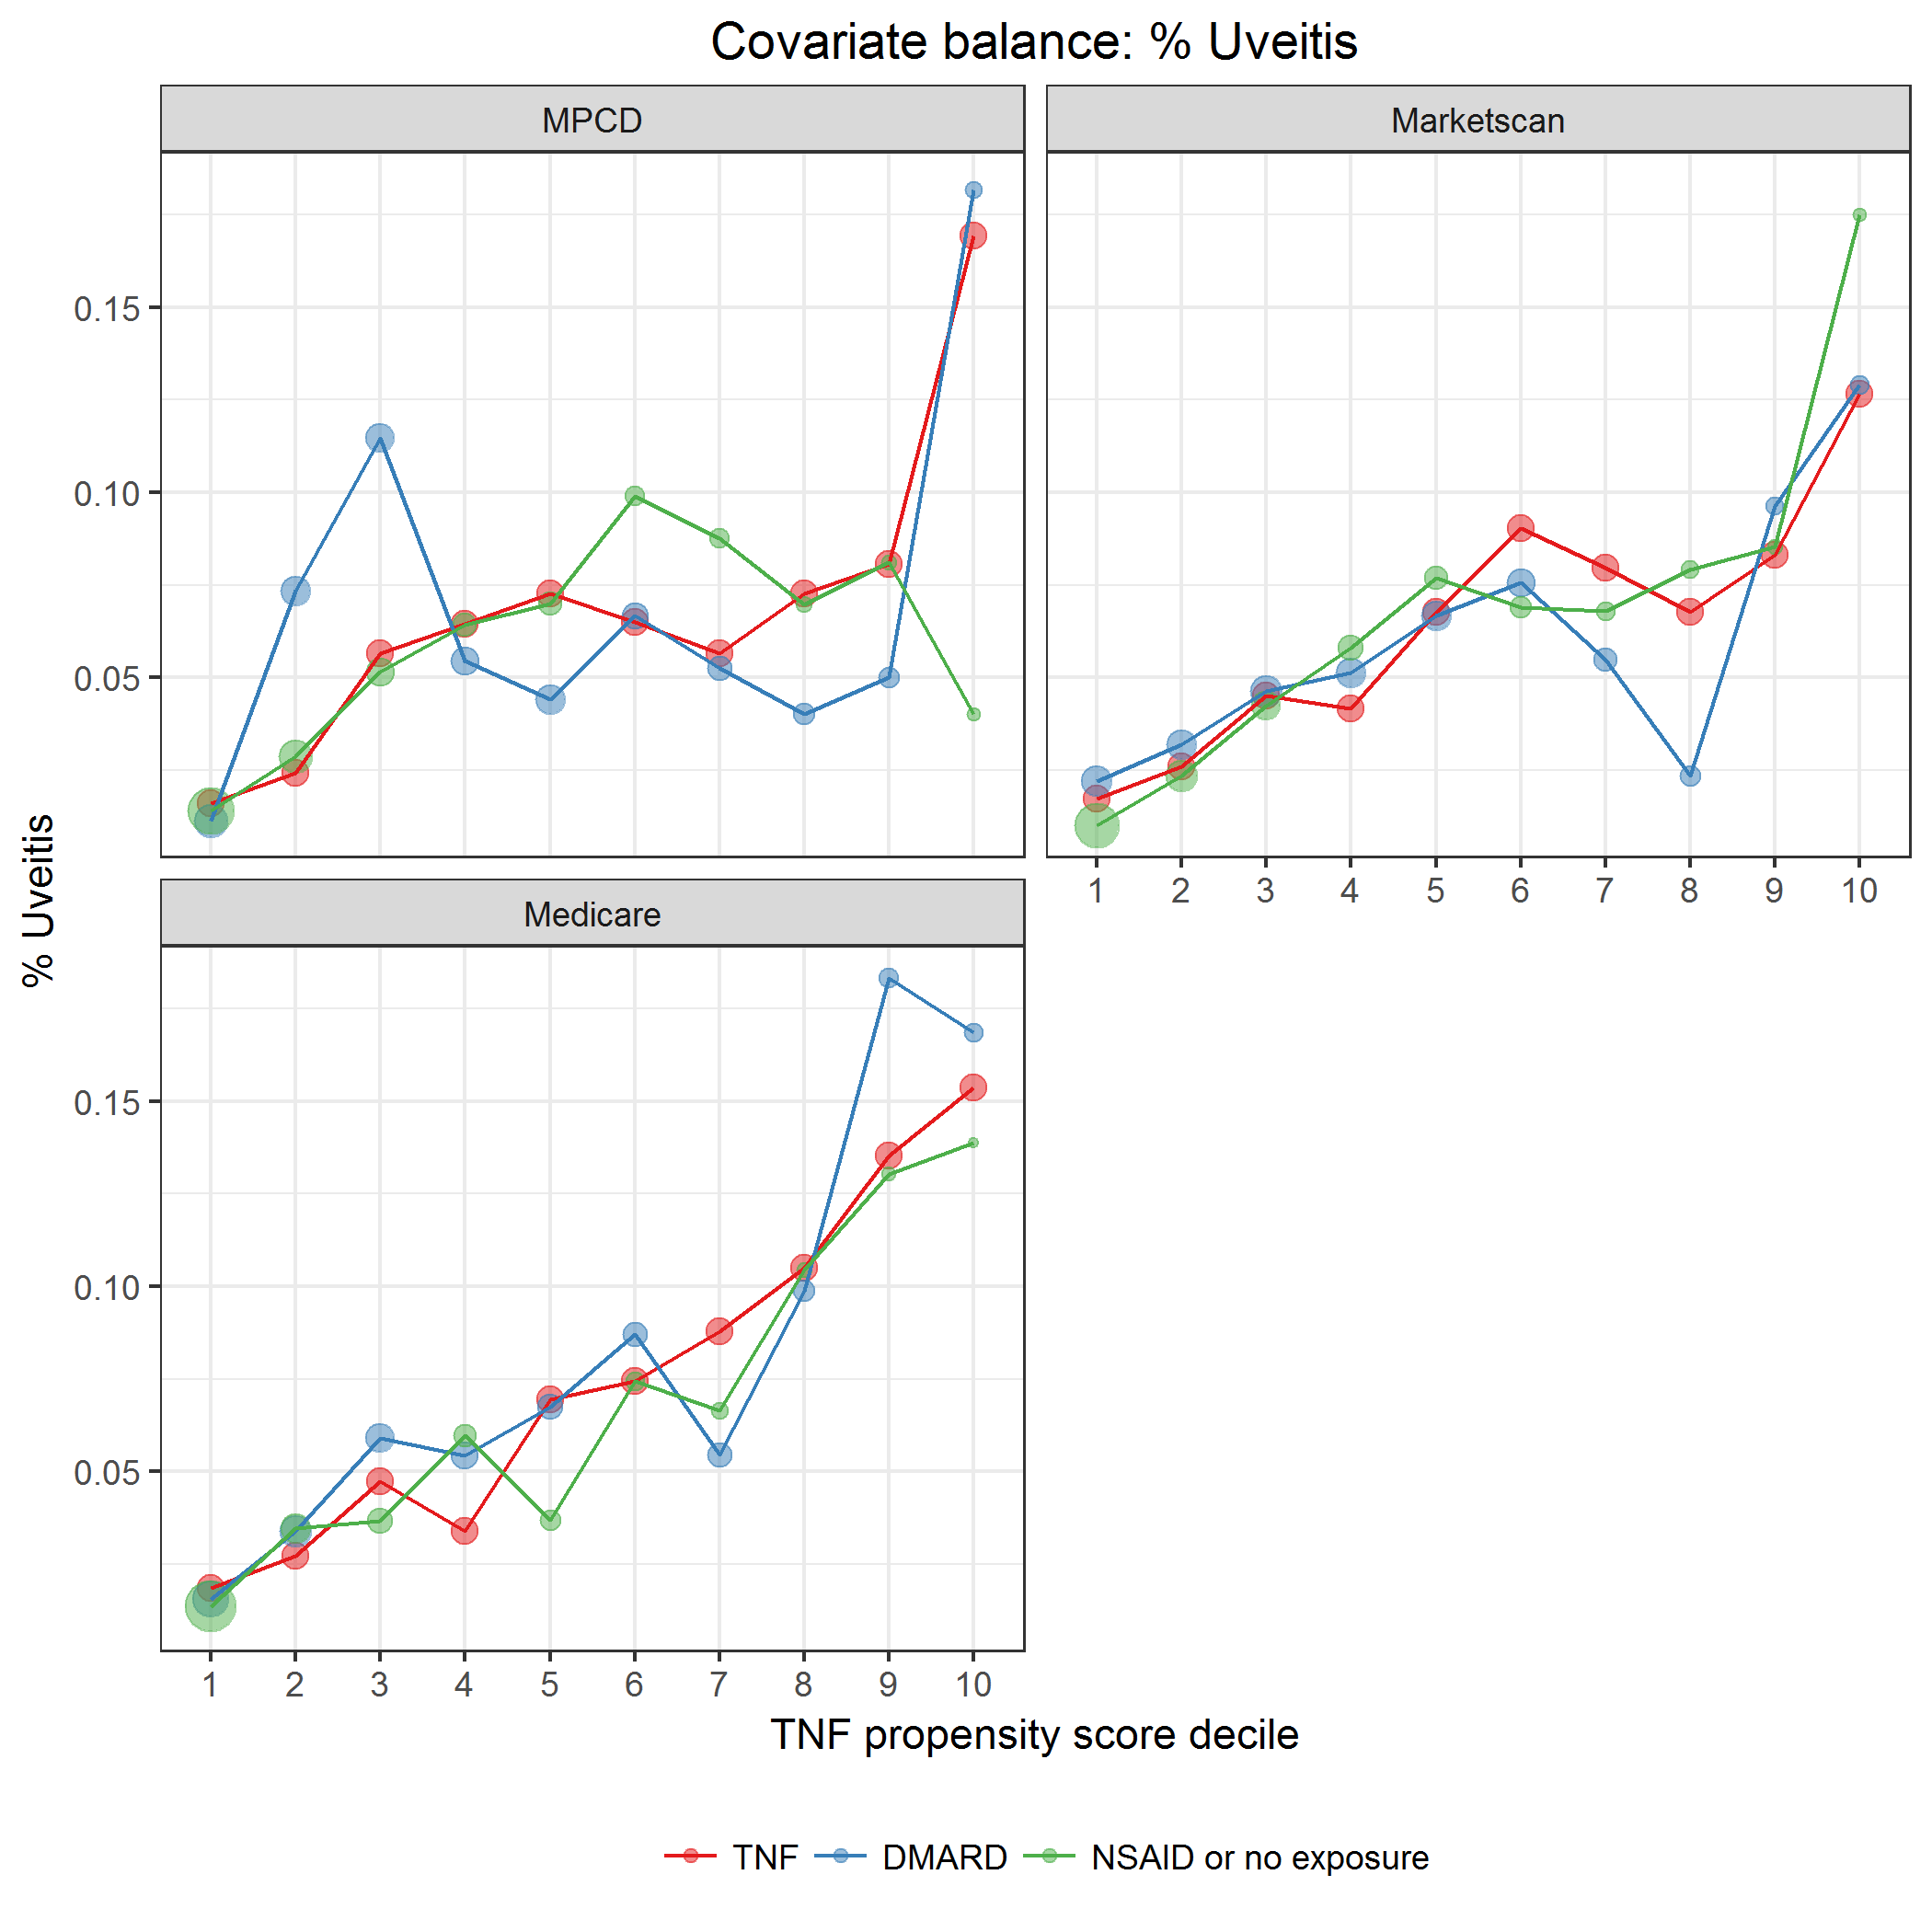 Covariate balance: % Uveitis
MPCD
Marketscan
0.15
0.10
0.05
1 2 3 4 5 6 7 8 9 10
% Uveitis
Medicare
0.15
0.10
0.05
1 2 3 4 5 6 7 8 9 10
TNF propensity score decile
TNF DMARD NSAID or no exposure